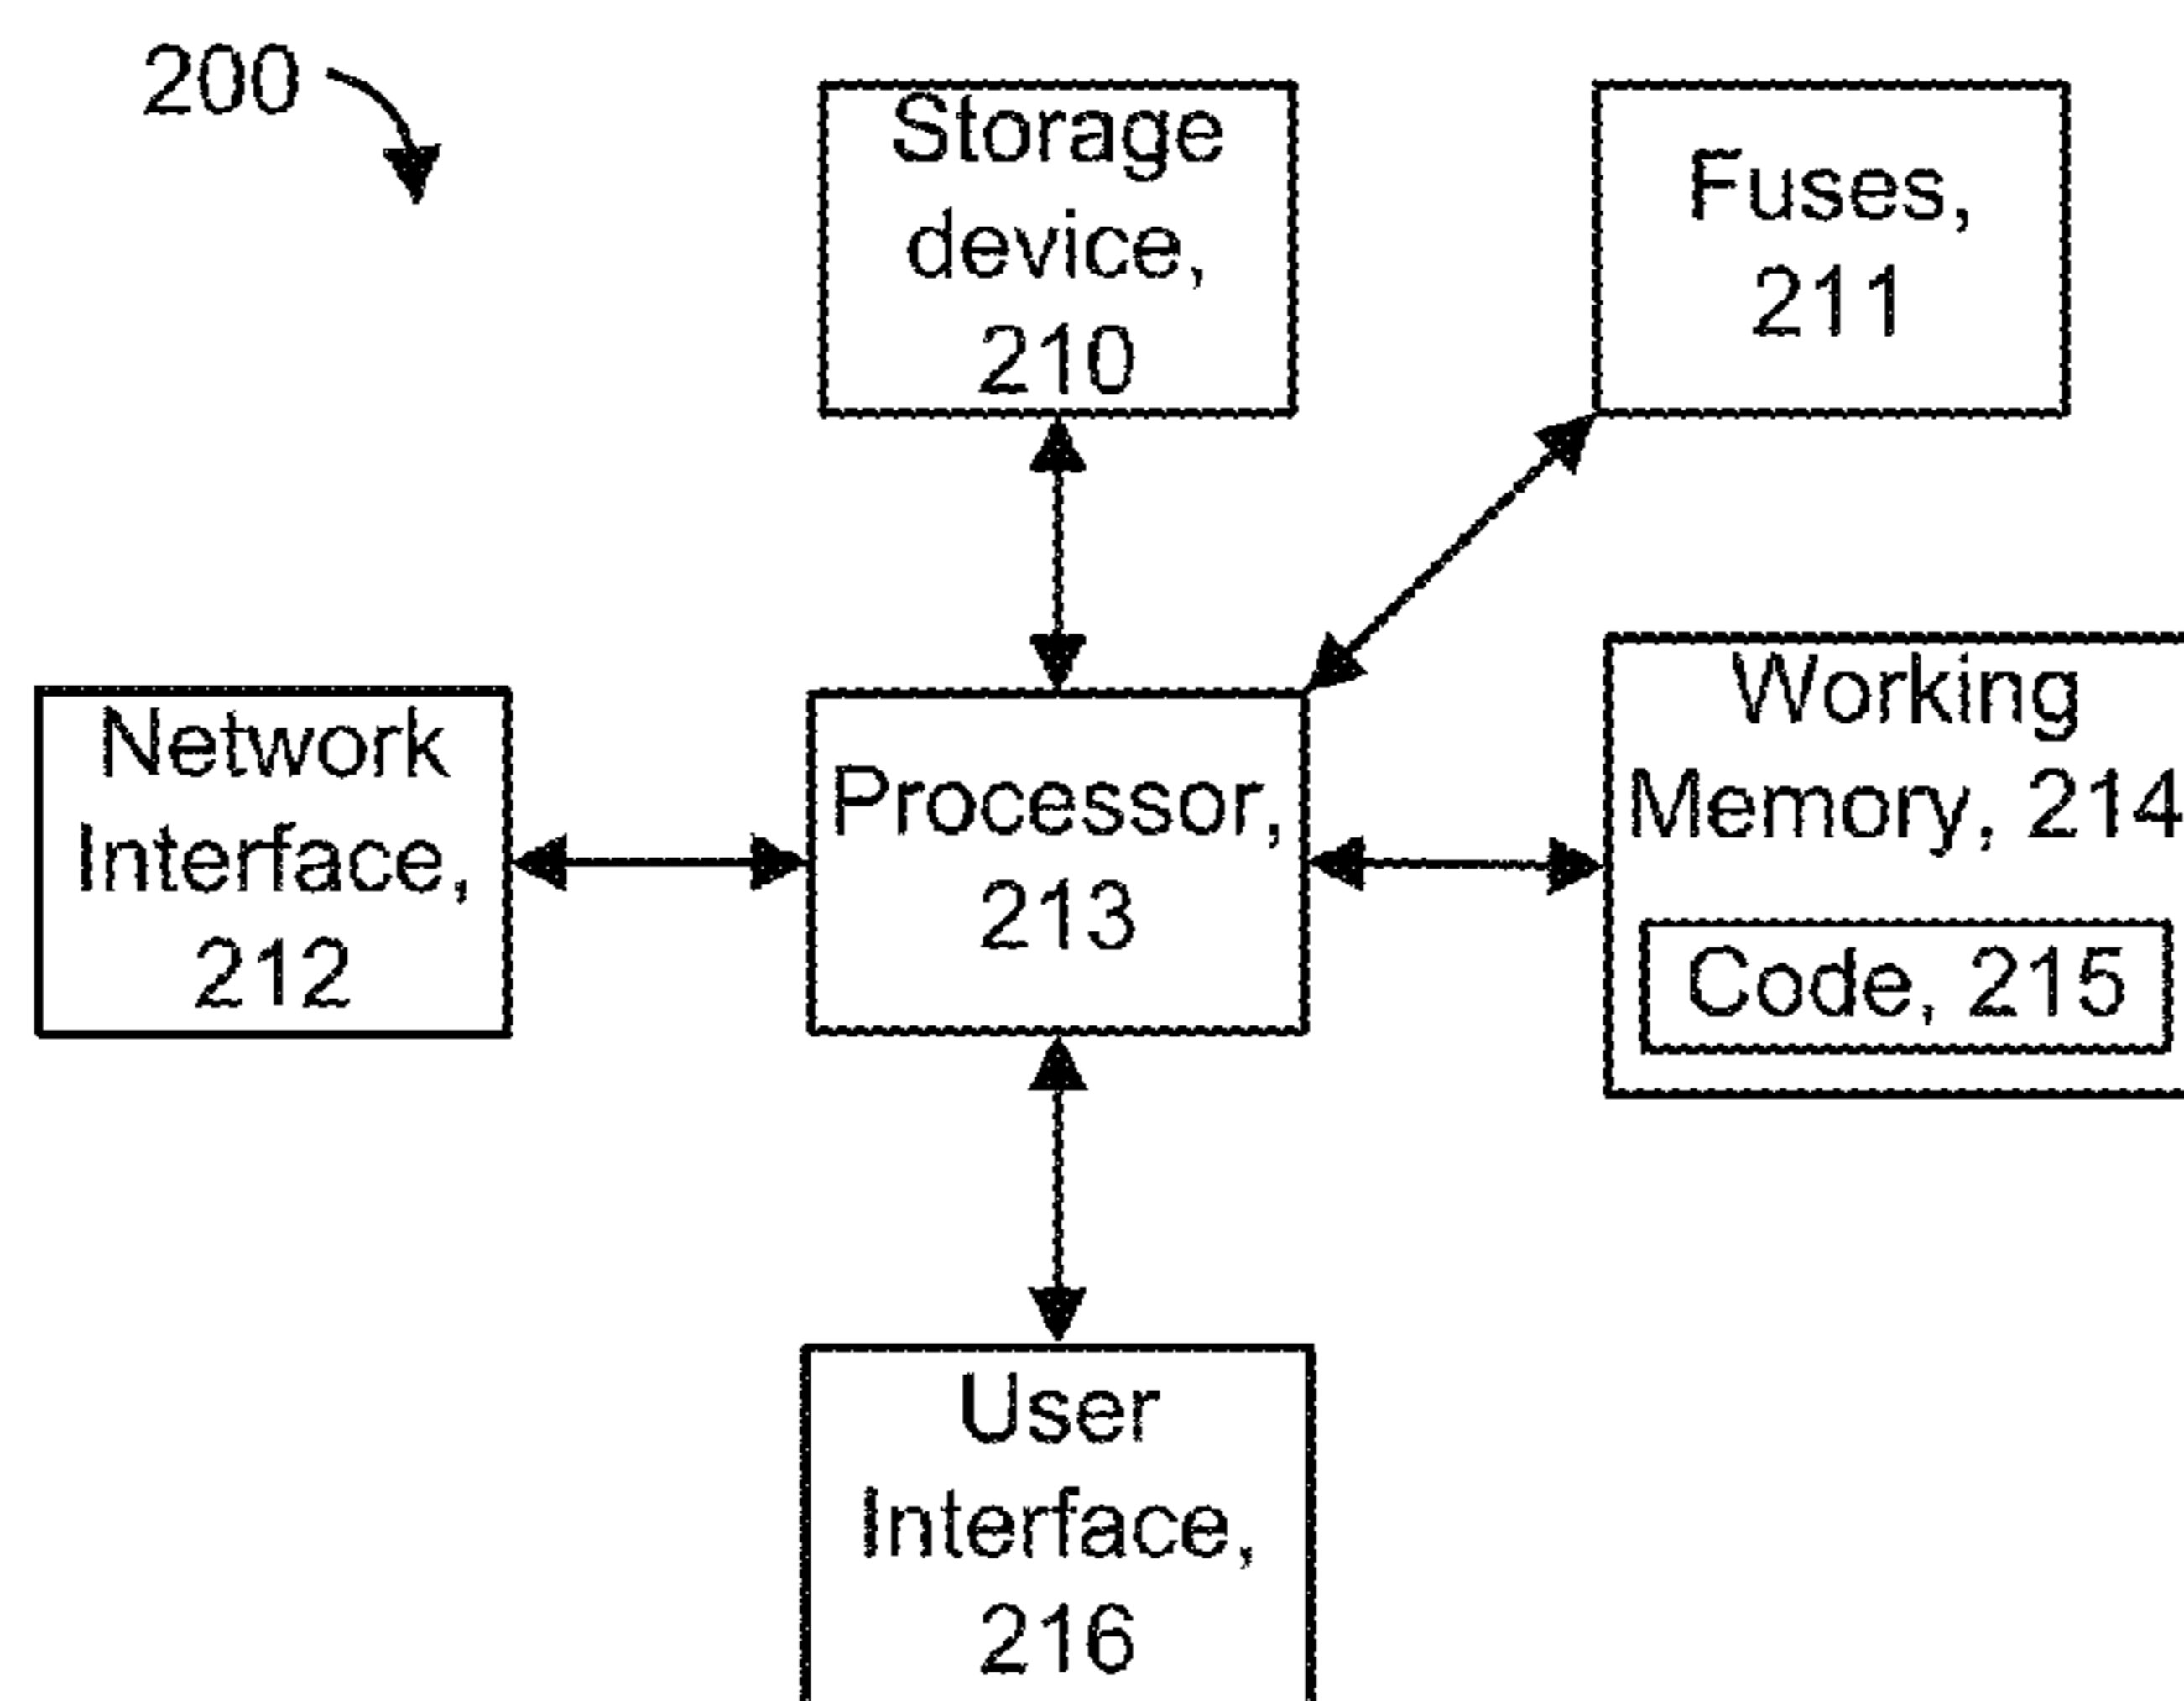 200
Storage
device,
210
Fuses,
211
Network
Interface,
212
Processor,
213
Working
Memory, 214
Code, 215
User
Interface,
216